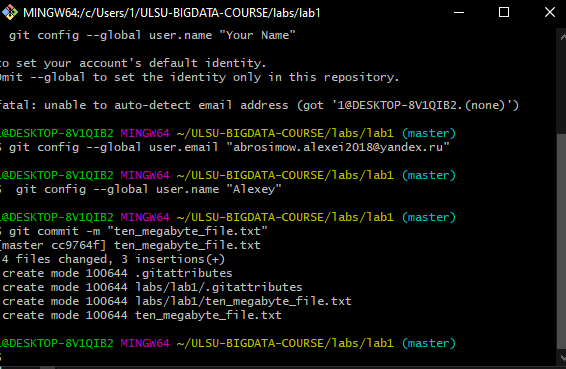 MINGW64:/c/Users/1/ULSU-BIGDATA-COURSE/labs/lab1
git config --global user.name "Your Name"
to set your account's default identity.
Omit --global to set the identity only in this repository.
fatal: unable to auto-detect email address (got '1@DESKTOP-8V1QIB2.(none)')
1@DESKTOP-8V1QIB2 MINGW64 ~/ULSU-BIGDATA-COURSE/labs/lab1 (master)
$ git config --global user.email "abrosimow.alexei2018@yandex.ru"
1@DESKTOP-8V1QIB2 MINGW64 ~/ULSU-BIGDATA-COURSE/labs/lab1 (master)
$  git config --global user.name "Alexey"
1@DESKTOP-8V1QIB2 MINGW64 ~/ULSU-BIGDATA-COURSE/labs/lab1 (master)
$ git commit -m "ten_megabyte_file.txt"
[master cc9764f] ten_megabyte_file.txt
4 files changed, 3 insertions(+)
create mode 100644 .gitattributes
create mode 100644 labs/lab1/.gitattributes
create mode 100644 labs/lab1/ten_megabyte_file.txt
create mode 100644 ten_megabyte_file.txt
1@DESKTOP-8V1QIB2 MINGW64 ~/ULSU-BIGDATA-COURSE/labs/lab1 (master)
$